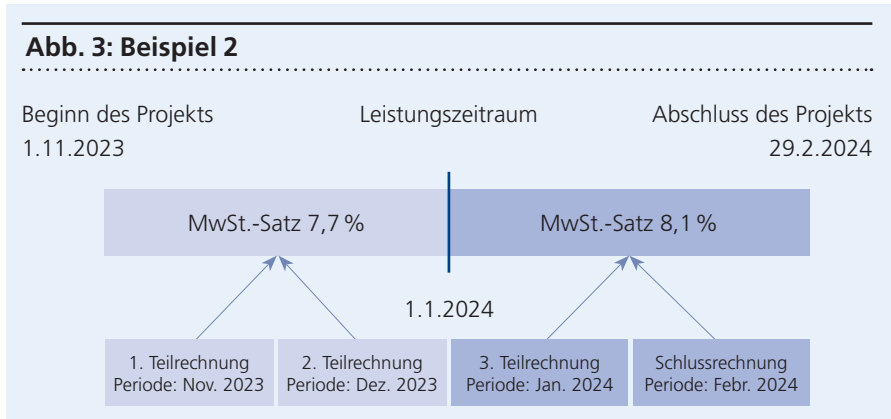 Abb. 3: Beispiel 2
Beginn des Projekts
1.11.2023
Leistungszeitraum
Abschluss des Projekts
29.2.2024
MwSt.-Satz 7,7 %
MwSt.-Satz 8,1 %
1.1.2024
1. Teilrechnung
Periode: Nov. 2023
2. Teilrechnung
Periode: Dez. 2023
3. Teilrechnung
Periode: Jan. 2024
Schlussrechnung
Periode: Febr. 2024